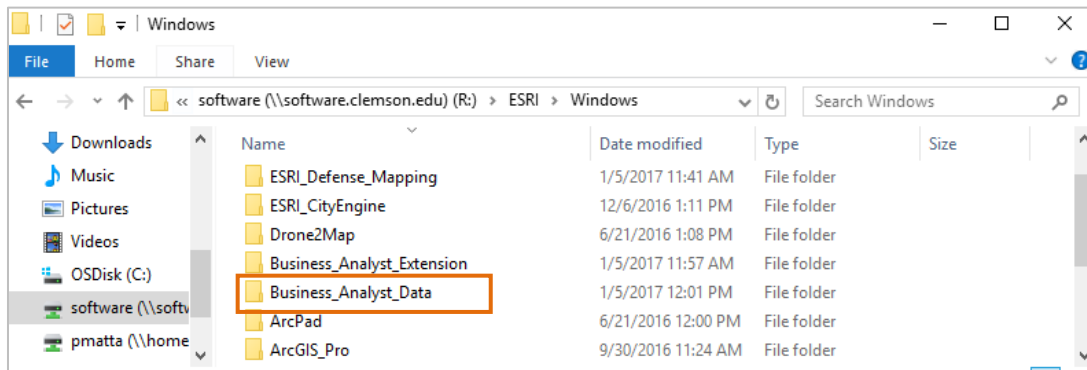 Windows
File Home Share View
« software (\\software.clemson.edu) (R:) > ESRI > Windows Search Windows
Name Date modified Type Size
Downloads
Music
Pictures
Videos
OSDisk (C:)
software (\\softw
pmatta (\\home
ESRI_Defense_Mapping 1/5/2017 11:41 AM File folder
ESRI_CityEngine 12/6/2016 1:11 PM File folder
Drone2Map 6/21/2016 1:08 PM File folder
Business_Analyst_Extension 1/5/2017 11:57 AM File folder
Business_Analyst_Data 1/5/2017 12:01 PM File folder
ArcPad 6/21/2016 12:00 PM File folder
ArcGIS_Pro 9/30/2016 11:24 AM File folder